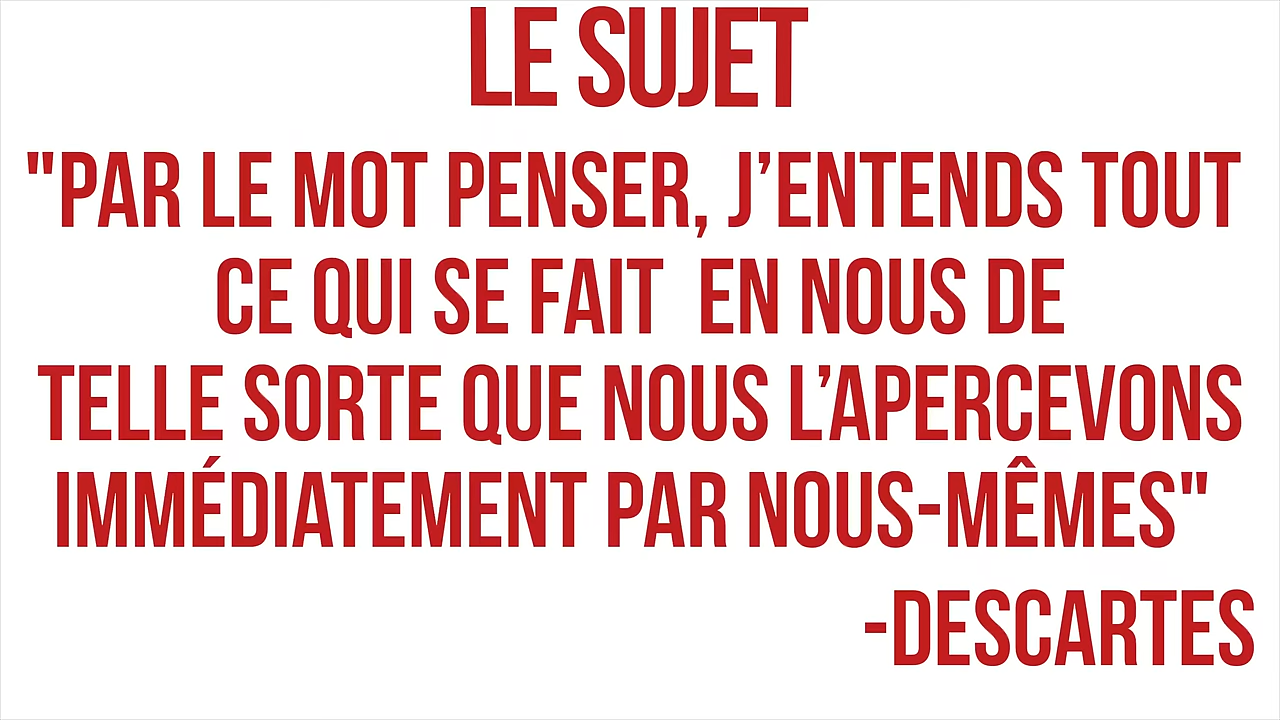 LE SUJET
"PAR LE MOT PENSER, J’ENTENDS TOUT
CE QUI SE FAIT  EN NOUS DE
TELLE SORTE QUE NOUS L’APERCEVONS
IMMÉDIATEMENT PAR NOUS-MÊMES"
-DESCARTES